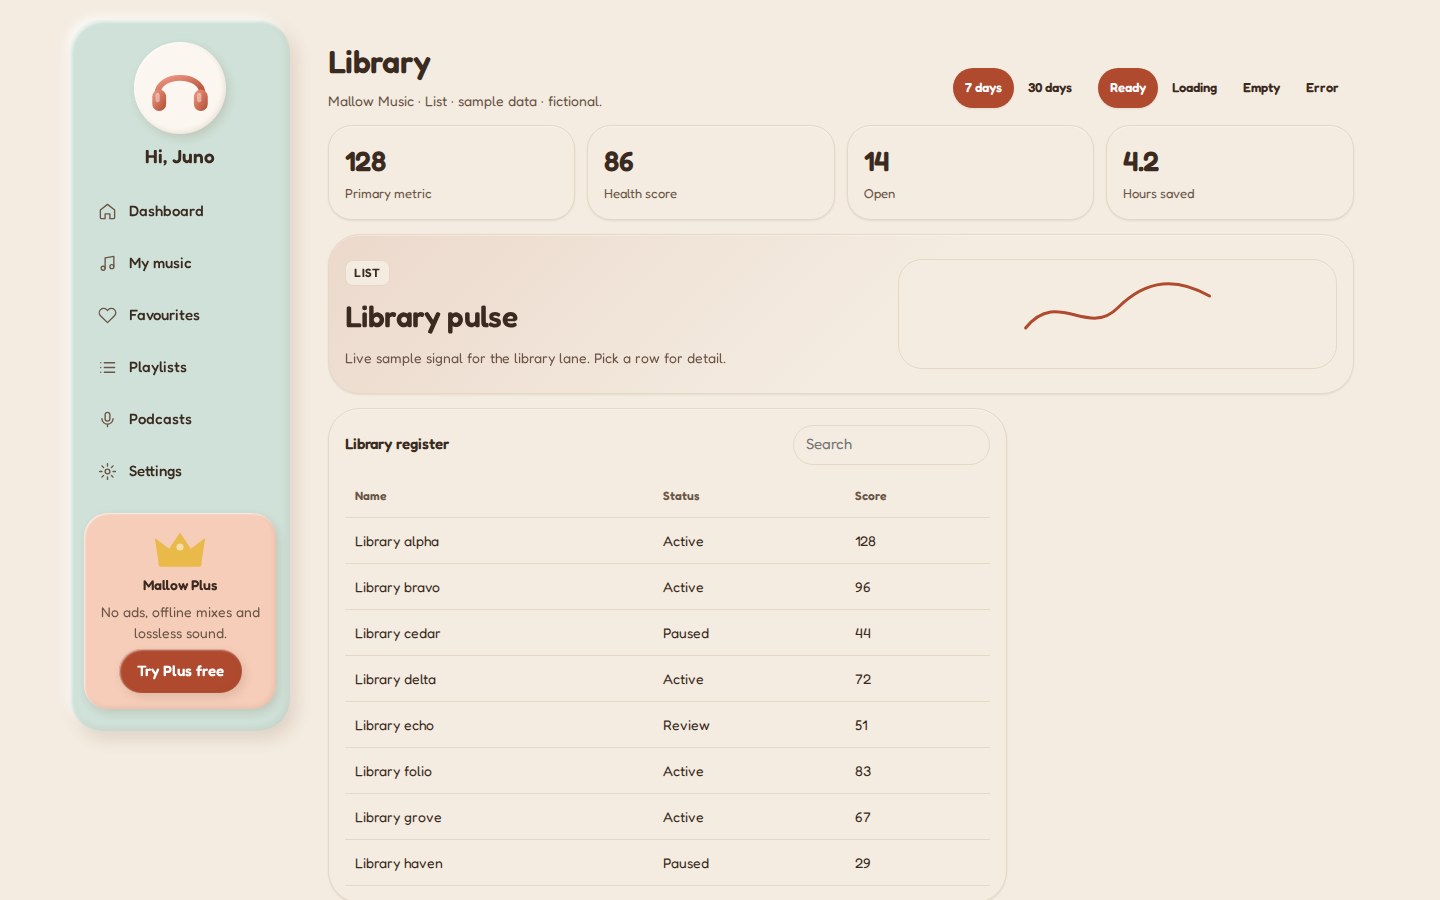 Hi, Juno
Dashboard
My music
Favourites
Playlists
Podcasts
Settings
Mallow Plus
No ads, offline mixes and
lossless sound.
Try Plus free
Library
Mallow Music · List · sample data · fictional.
7 days
30 days
Ready
Loading
Empty
Error
128
Primary metric
86
Health score
14
Open
4.2
Hours saved
LIST
Library pulse
Live sample signal for the library lane. Pick a row for detail.
Library register
Search
Name Status Score
Library alpha Active 128
Library bravo Active 96
Library cedar Paused 44
Library delta Active 72
Library echo Review 51
Library folio Active 83
Library grove Active 67
Library haven Paused 29